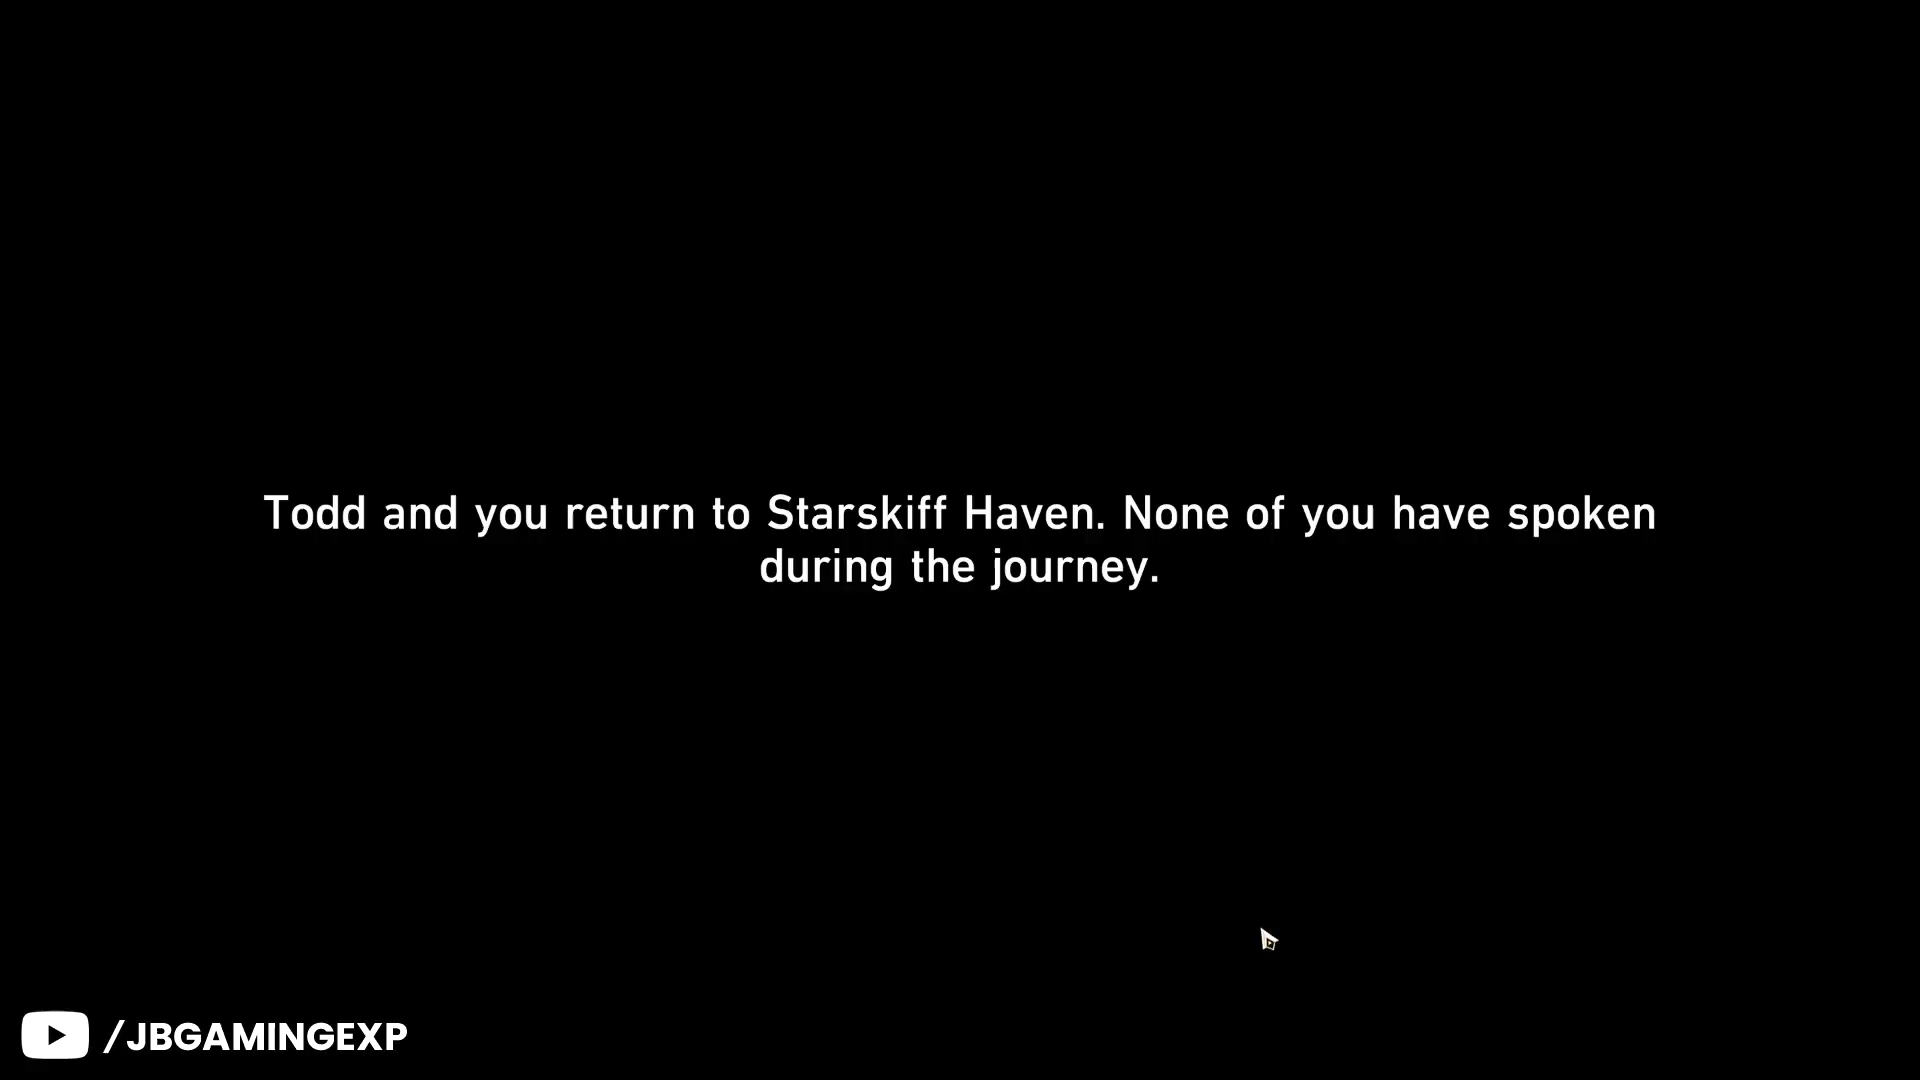 Todd and you return to Starskiff Haven. None of you have spoken
during the journey.
/JBGAMINGEXP